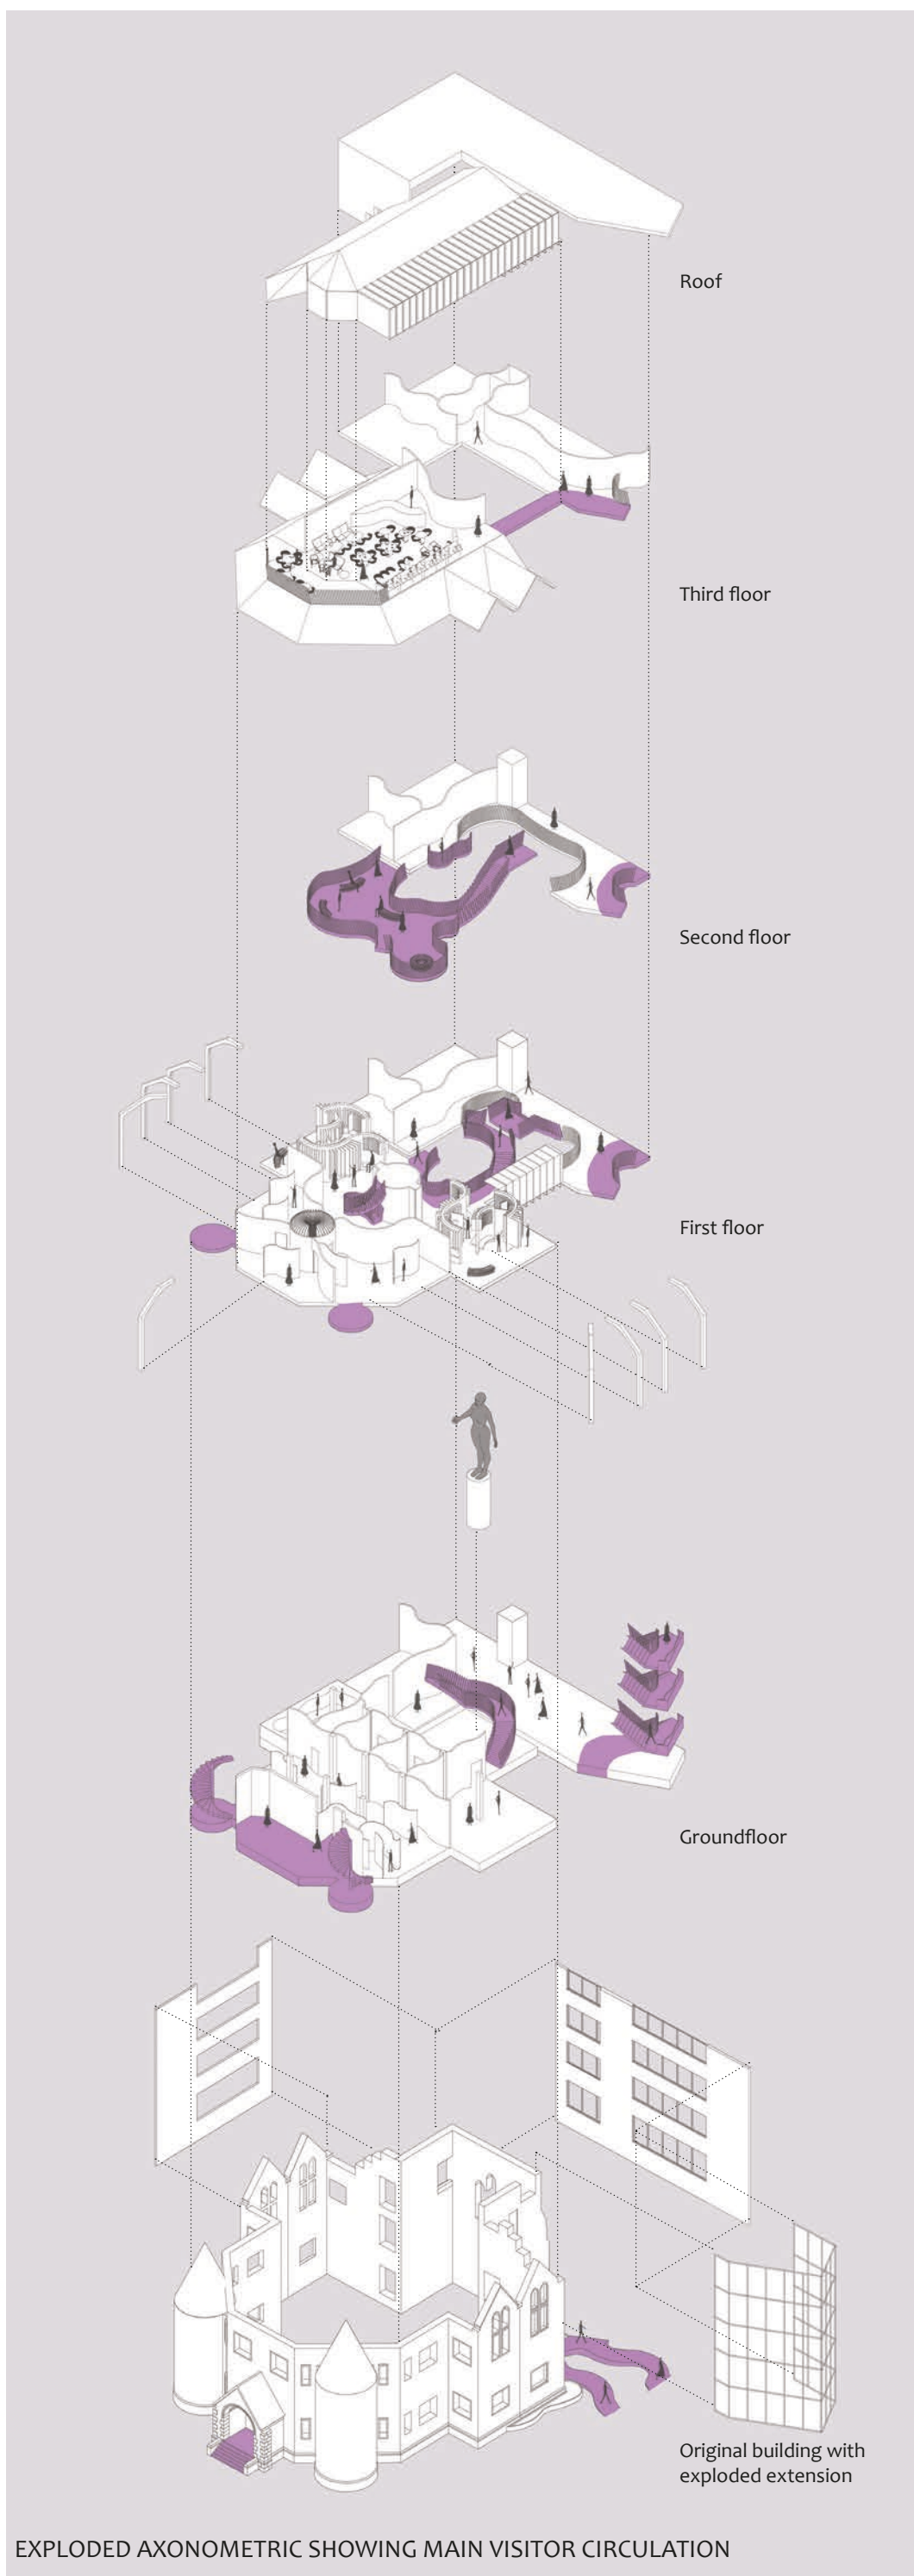 Roof
Third floor
Second floor
First floor
Groundfloor
Original building with
exploded extension
EXPLODED AXONOMETRIC SHOWING MAIN VISITOR CIRCULATION